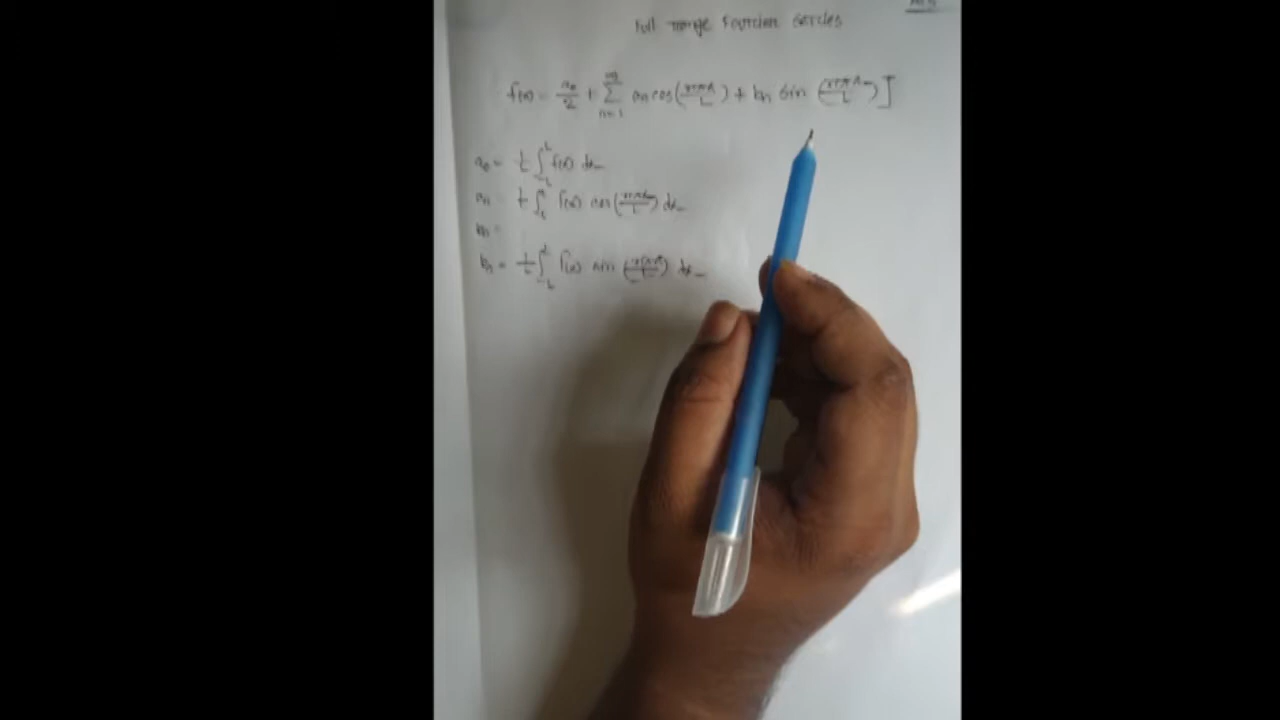 Full range Fourier Series
f(x) = a0/2 + ∑ n=1 ∞ an cos(nπx/L) + bn sin (nπx/L)]
a0 = 1/L ∫ -L L f(x) dx
an = 1/L ∫ f(x) cos(nπx/L) dx
bn =
bn = 1/L ∫ -L L f(x) sin (nπx/L) dx